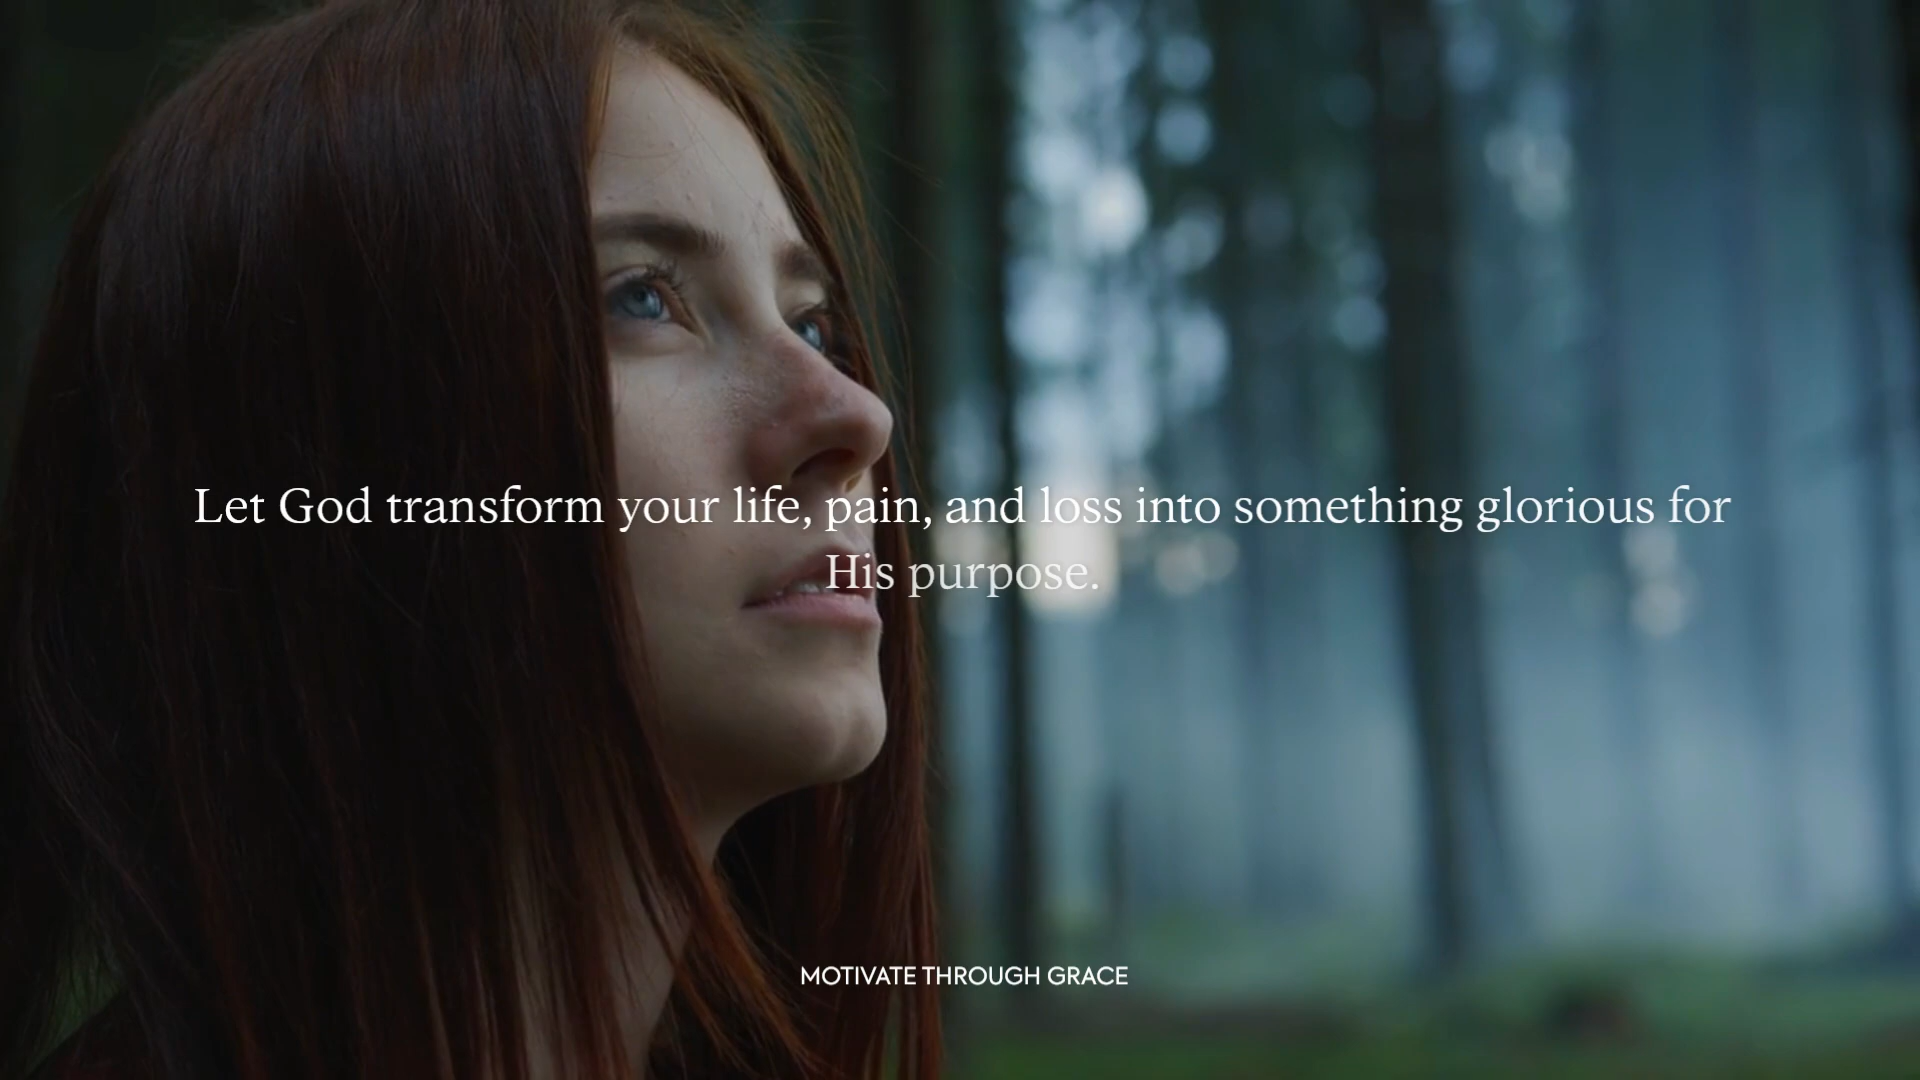 Let God transform your life, pain, and loss into something glorious for
His purpose.
MOTIVATE THROUGH GRACE